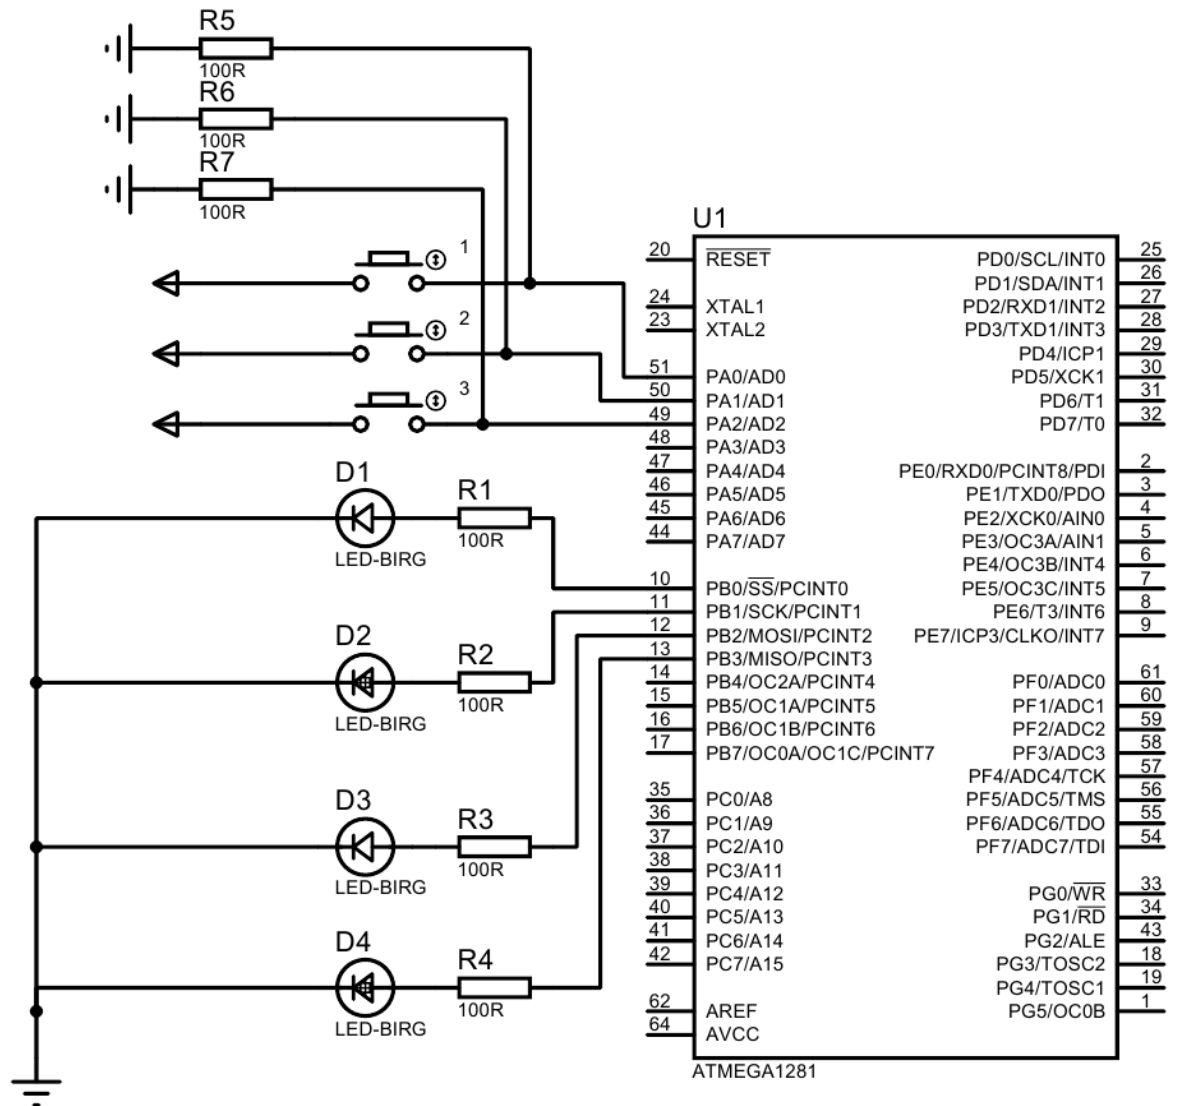 R5
100R
R6
100R
R7
100R
1
2
3
D1
LED-BIRG
R1
100R
D2
LED-BIRG
R2
100R
D3
LED-BIRG
R3
100R
D4
LED-BIRG
R4
100R
U1
20 RESET
24 XTAL1
23 XTAL2
51 PA0/AD0
50 PA1/AD1
49 PA2/AD2
48 PA3/AD3
47 PA4/AD4
46 PA5/AD5
45 PA6/AD6
44 PA7/AD7
10 PB0/SS/PCINT0
11 PB1/SCK/PCINT1
12 PB2/MOSI/PCINT2
13 PB3/MISO/PCINT3
14 PB4/OC2A/PCINT4
15 PB5/OC1A/PCINT5
16 PB6/OC1B/PCINT6
17 PB7/OC0A/OC1C/PCINT7
35 PC0/A8
36 PC1/A9
37 PC2/A10
38 PC3/A11
39 PC4/A12
40 PC5/A13
41 PC6/A14
42 PC7/A15
62 AREF
64 AVCC
PD0/SCL/INT0 25
PD1/SDA/INT1 26
PD2/RXD1/INT2 27
PD3/TXD1/INT3 28
PD4/ICP1 29
PD5/XCK1 30
PD6/T1 31
PD7/T0 32
PE0/RXD0/PCINT8/PDI 2
PE1/TXD0/PDO 3
PE2/XCK0/AIN0 4
PE3/OC3A/AIN1 5
PE4/OC3B/INT4 6
PE5/OC3C/INT5 7
PE6/T3/INT6 8
PE7/ICP3/CLKO/INT7 9
PF0/ADC0 61
PF1/ADC1 60
PF2/ADC2 59
PF3/ADC3 58
PF4/ADC4/TCK 57
PF5/ADC5/TMS 56
PF6/ADC6/TDO 55
PF7/ADC7/TDI 54
PG0/WR 33
PG1/RD 34
PG2/ALE 43
PG3/TOSC2 18
PG4/TOSC1 19
PG5/OC0B 1
ATMEGA1281